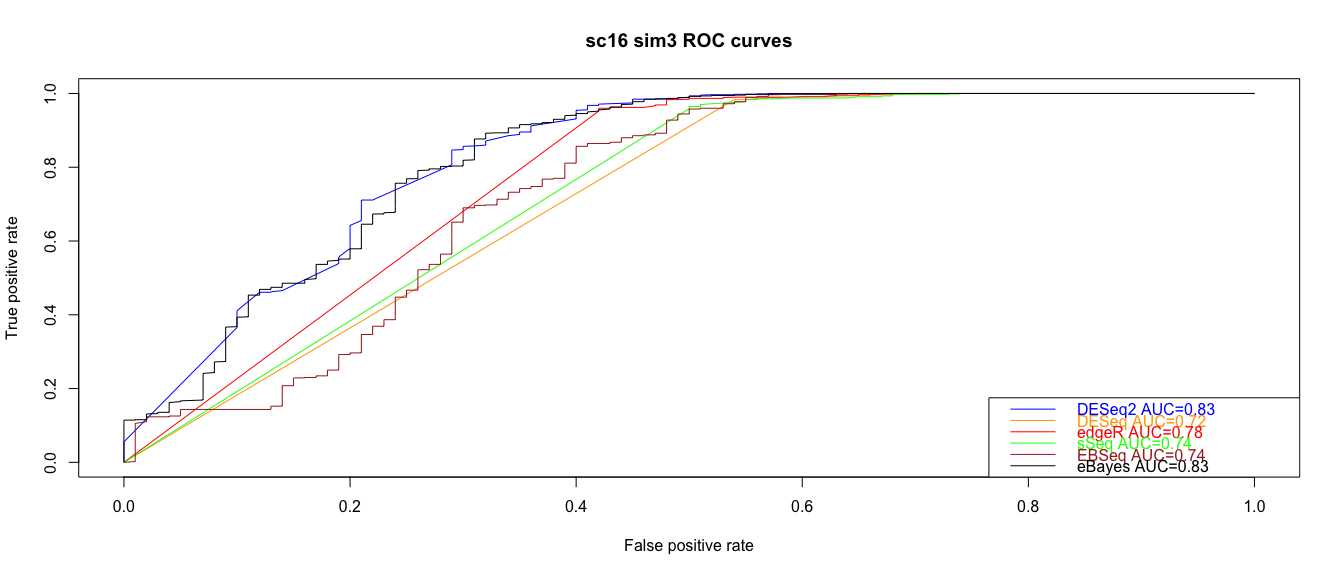 sc16 sim3 ROC curves
True positive rate
1.0
0.8
0.6
0.4
0.2
0.0
DESeq2 AUC=0.83
DESeq AUC=0.72
edgeR AUC=0.78
sSeq AUC=0.74
EBSeq AUC=0.74
eBayes AUC=0.83
0.0 0.2 0.4 0.6 0.8 1.0
False positive rate